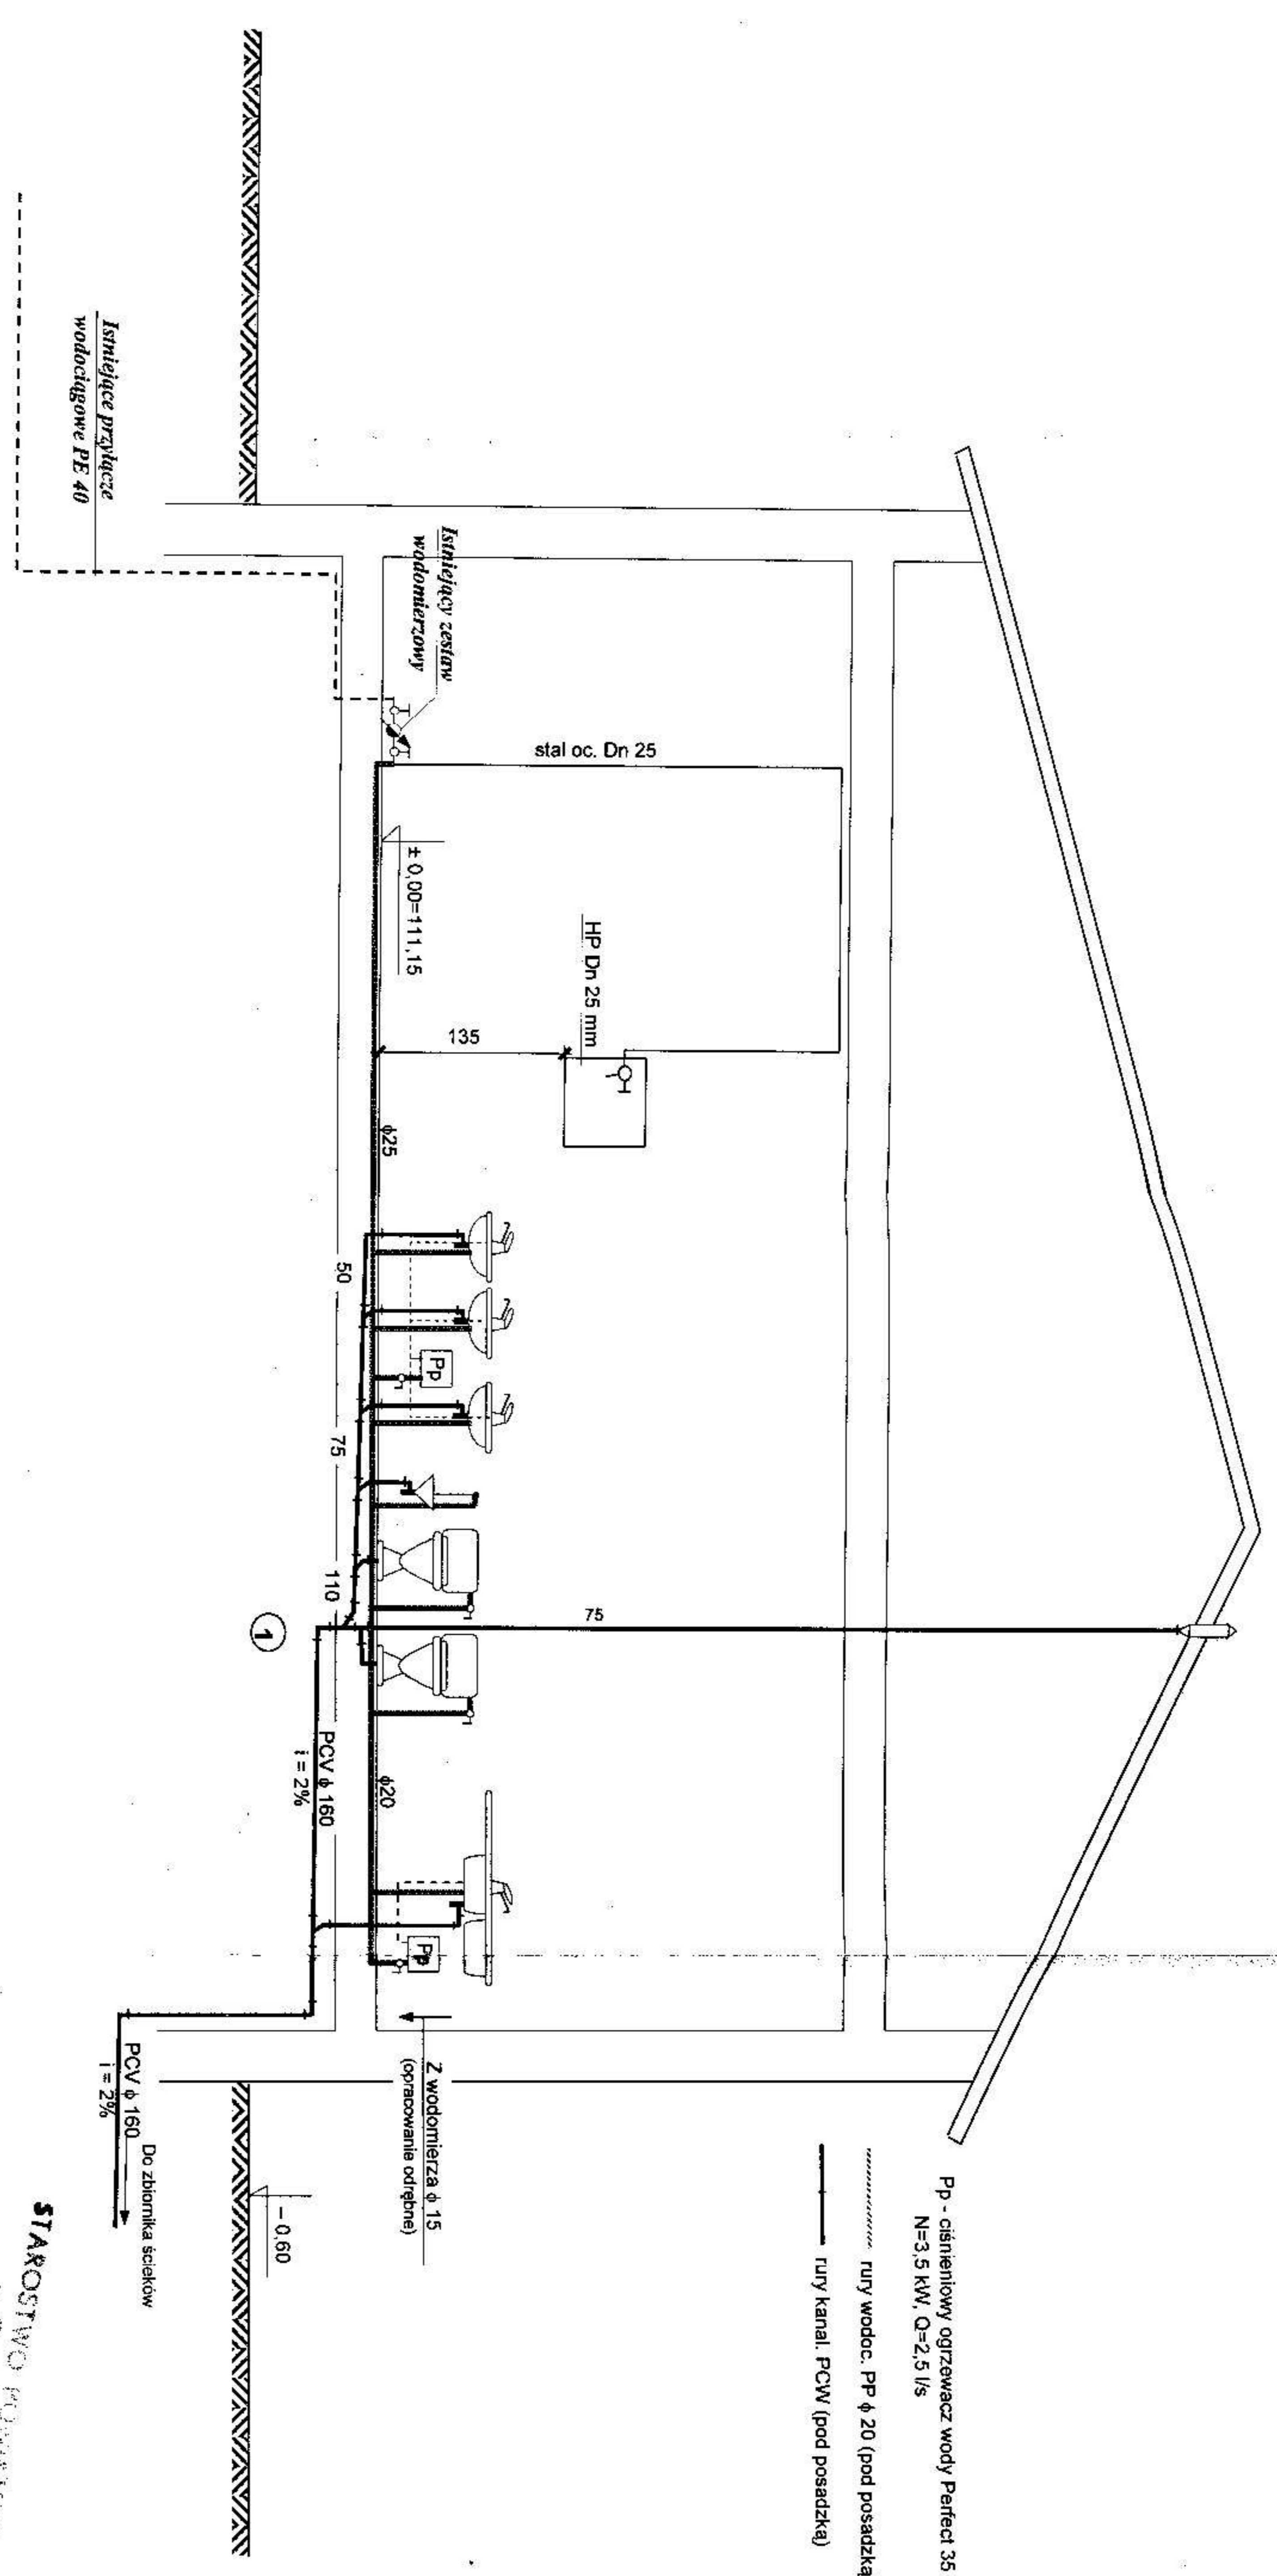 Pp - ciśnieniowy ogrzewacz wody Perfect 35
N=3,5 kW, Q=2,5 l/s
rury wodoc. PP ϕ 20 (pod posadzką
rury kanal. PCW (pod posadzką)
stal oc. Dn 25
HP Dn 25 mm
75
135
Istniejący zestaw
wodomierzowy
± 0,00=111,15
ϕ25
Pp
ϕ20
Pp
Z wodomierza ϕ 15
(opracowanie odrębne)
50
75
110
PCV ϕ 160
i = 2%
1
– 0,60
Istniejące przyłącze
wodociągowe PE 40
PCV ϕ 160
i = 2%
Do zbiornika ścieków
STAROSTWO